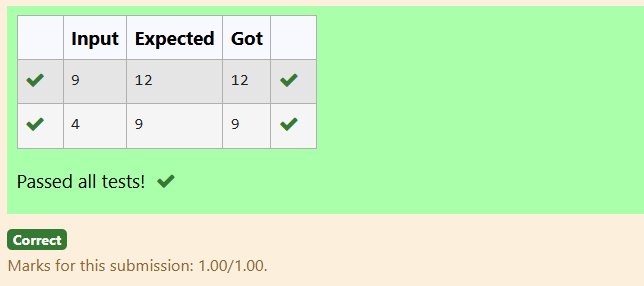 Input Expected Got
9 12 12
4 9 9
Passed all tests!
Correct
Marks for this submission: 1.00/1.00.